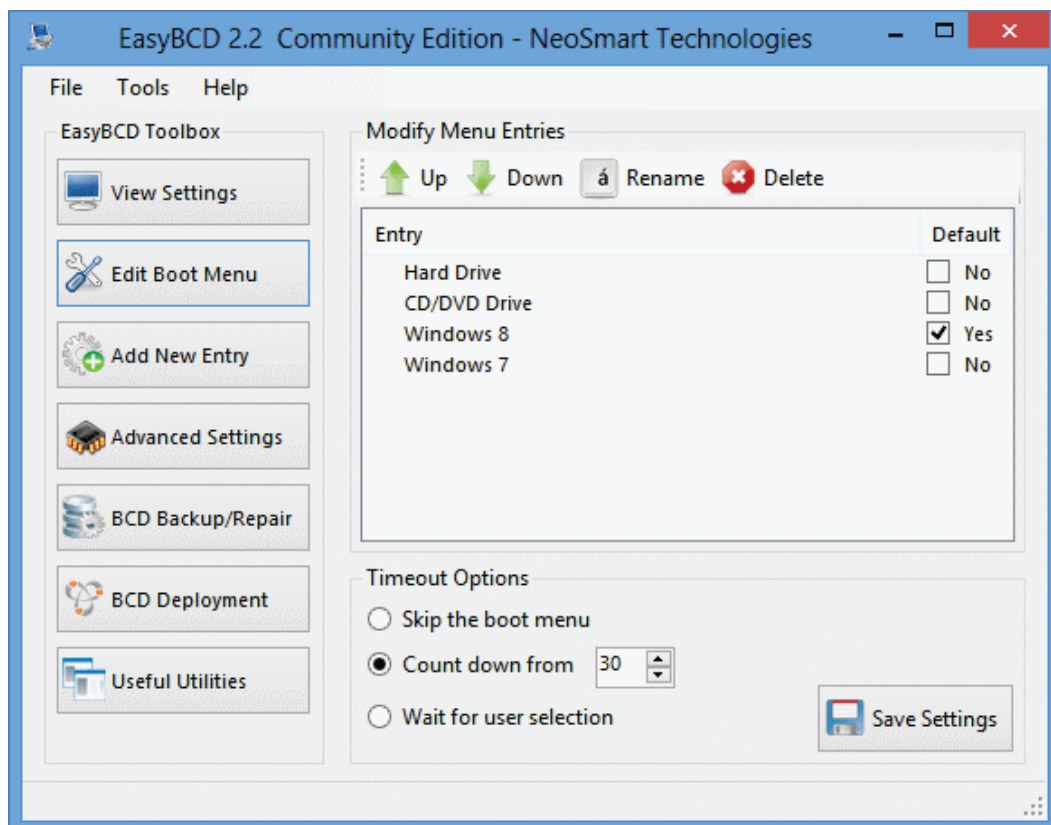 EasyBCD 2.2 Community Edition - NeoSmart Technologies
File Tools Help
EasyBCD Toolbox
View Settings
Edit Boot Menu
Add New Entry
Advanced Settings
BCD Backup/Repair
BCD Deployment
Useful Utilities
Modify Menu Entries
Up Down á Rename Delete
Entry Default
Hard Drive No
CD/DVD Drive No
Windows 8 Yes
Windows 7 No
Timeout Options
Skip the boot menu
Count down from 30
Wait for user selection
Save Settings